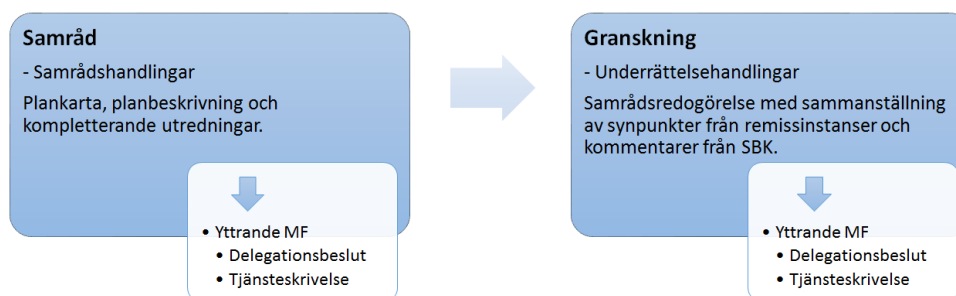 Samråd
- Samrådshandlingar
Plankarta, planbeskrivning och
kompletterande utredningar.
• Yttrande MF
• Delegationsbeslut
• Tjänsteskrivelse
Granskning
- Underrättelsehandlingar
Samrådsredogörelse med sammanställning
av synpunkter från remissinstanser och
kommentarer från SBK.
• Yttrande MF
• Delegationsbeslut
• Tjänsteskrivelse